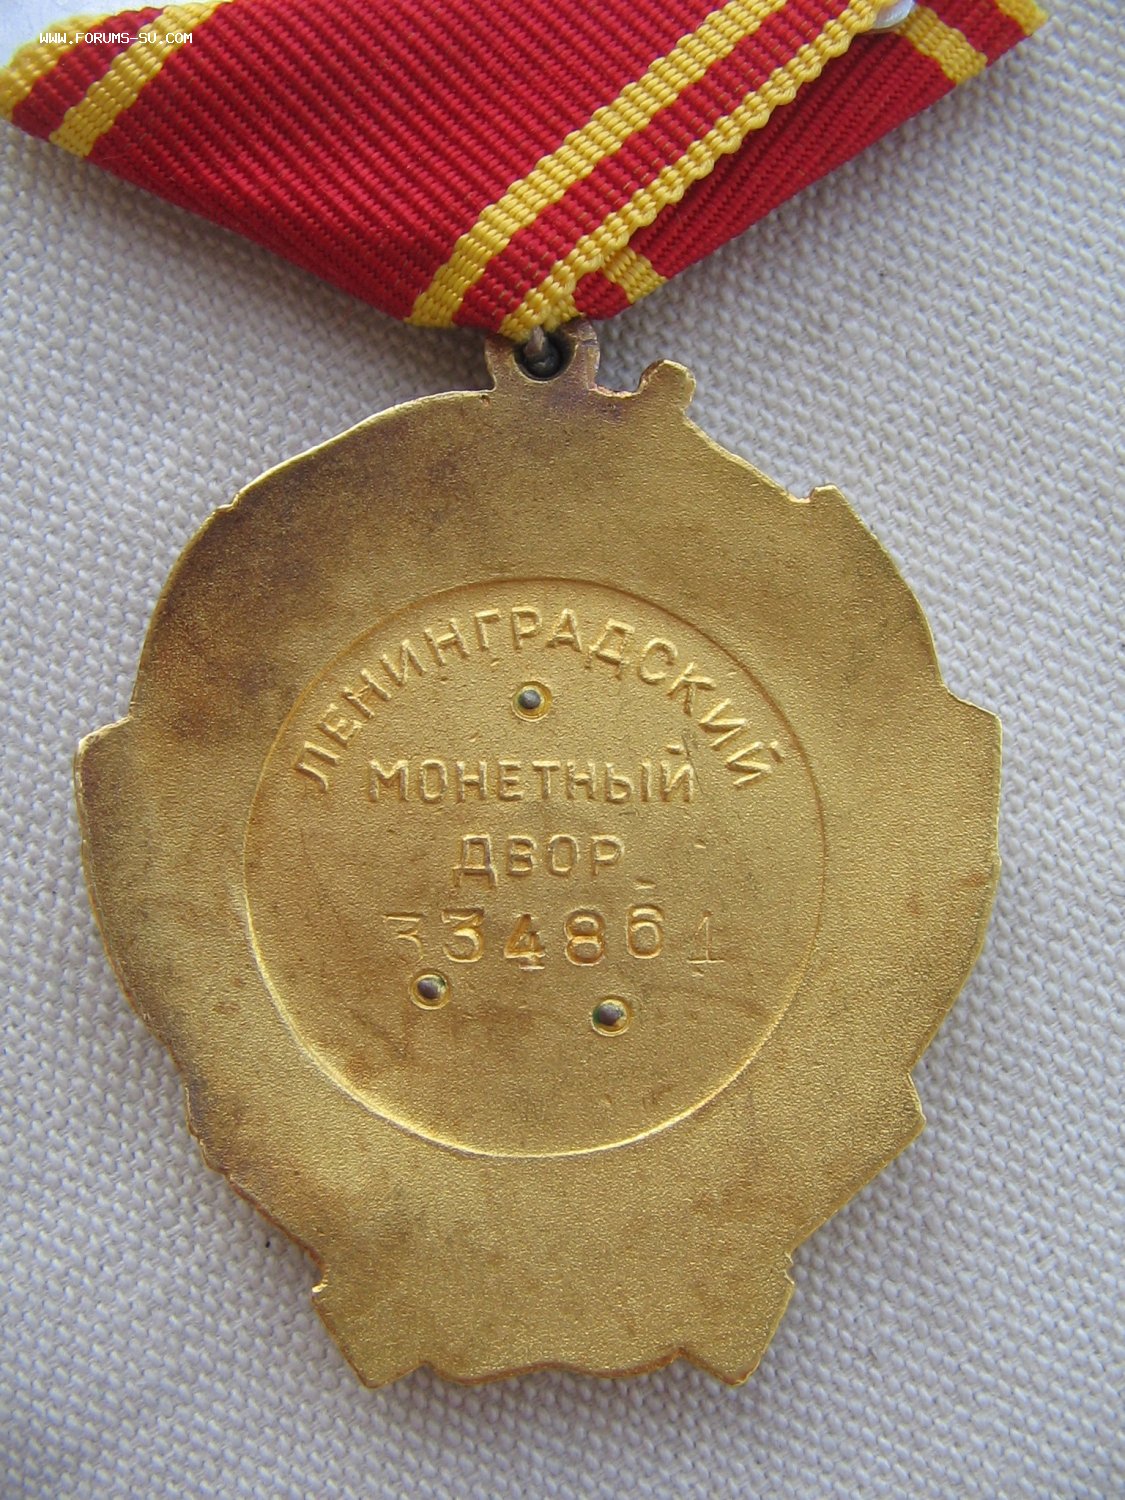 www.forums-su.com
ЛЕНИНГРАДСКИЙ
МОНЕТНЫЙ
ДВОР
334861